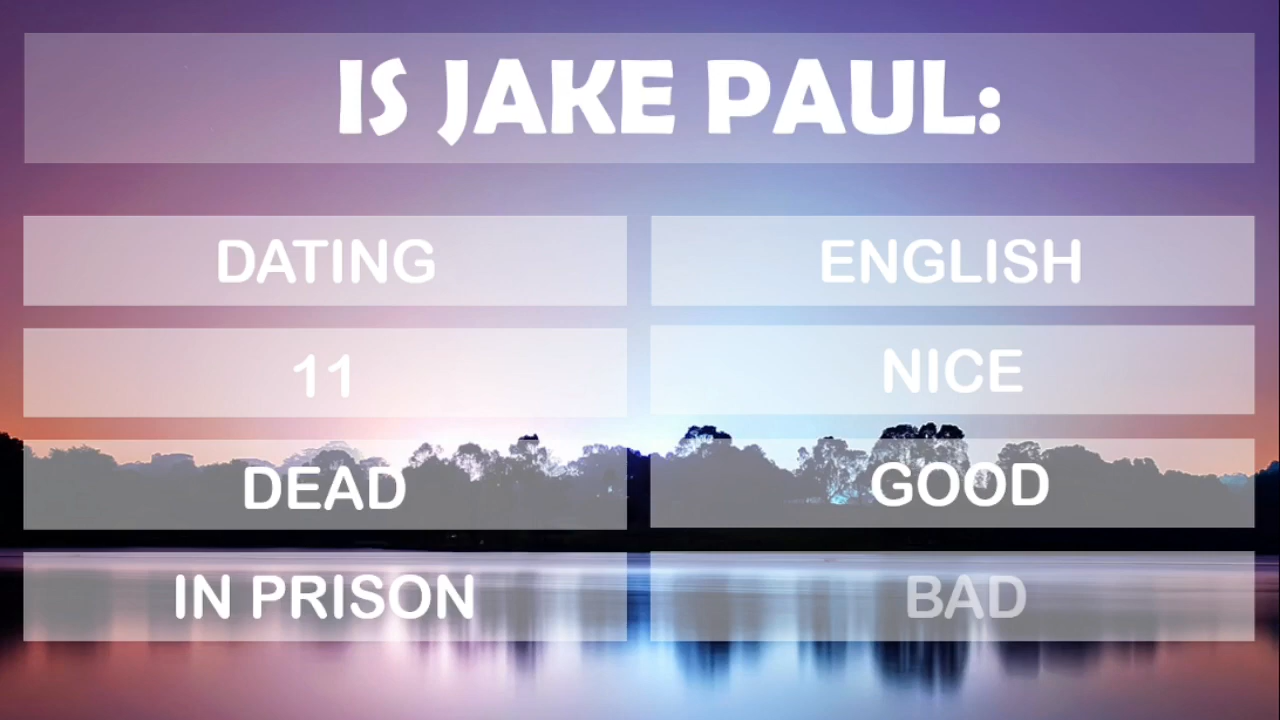 IS JAKE PAUL:
DATING
ENGLISH
11
NICE
DEAD
GOOD
IN PRISON
BAD